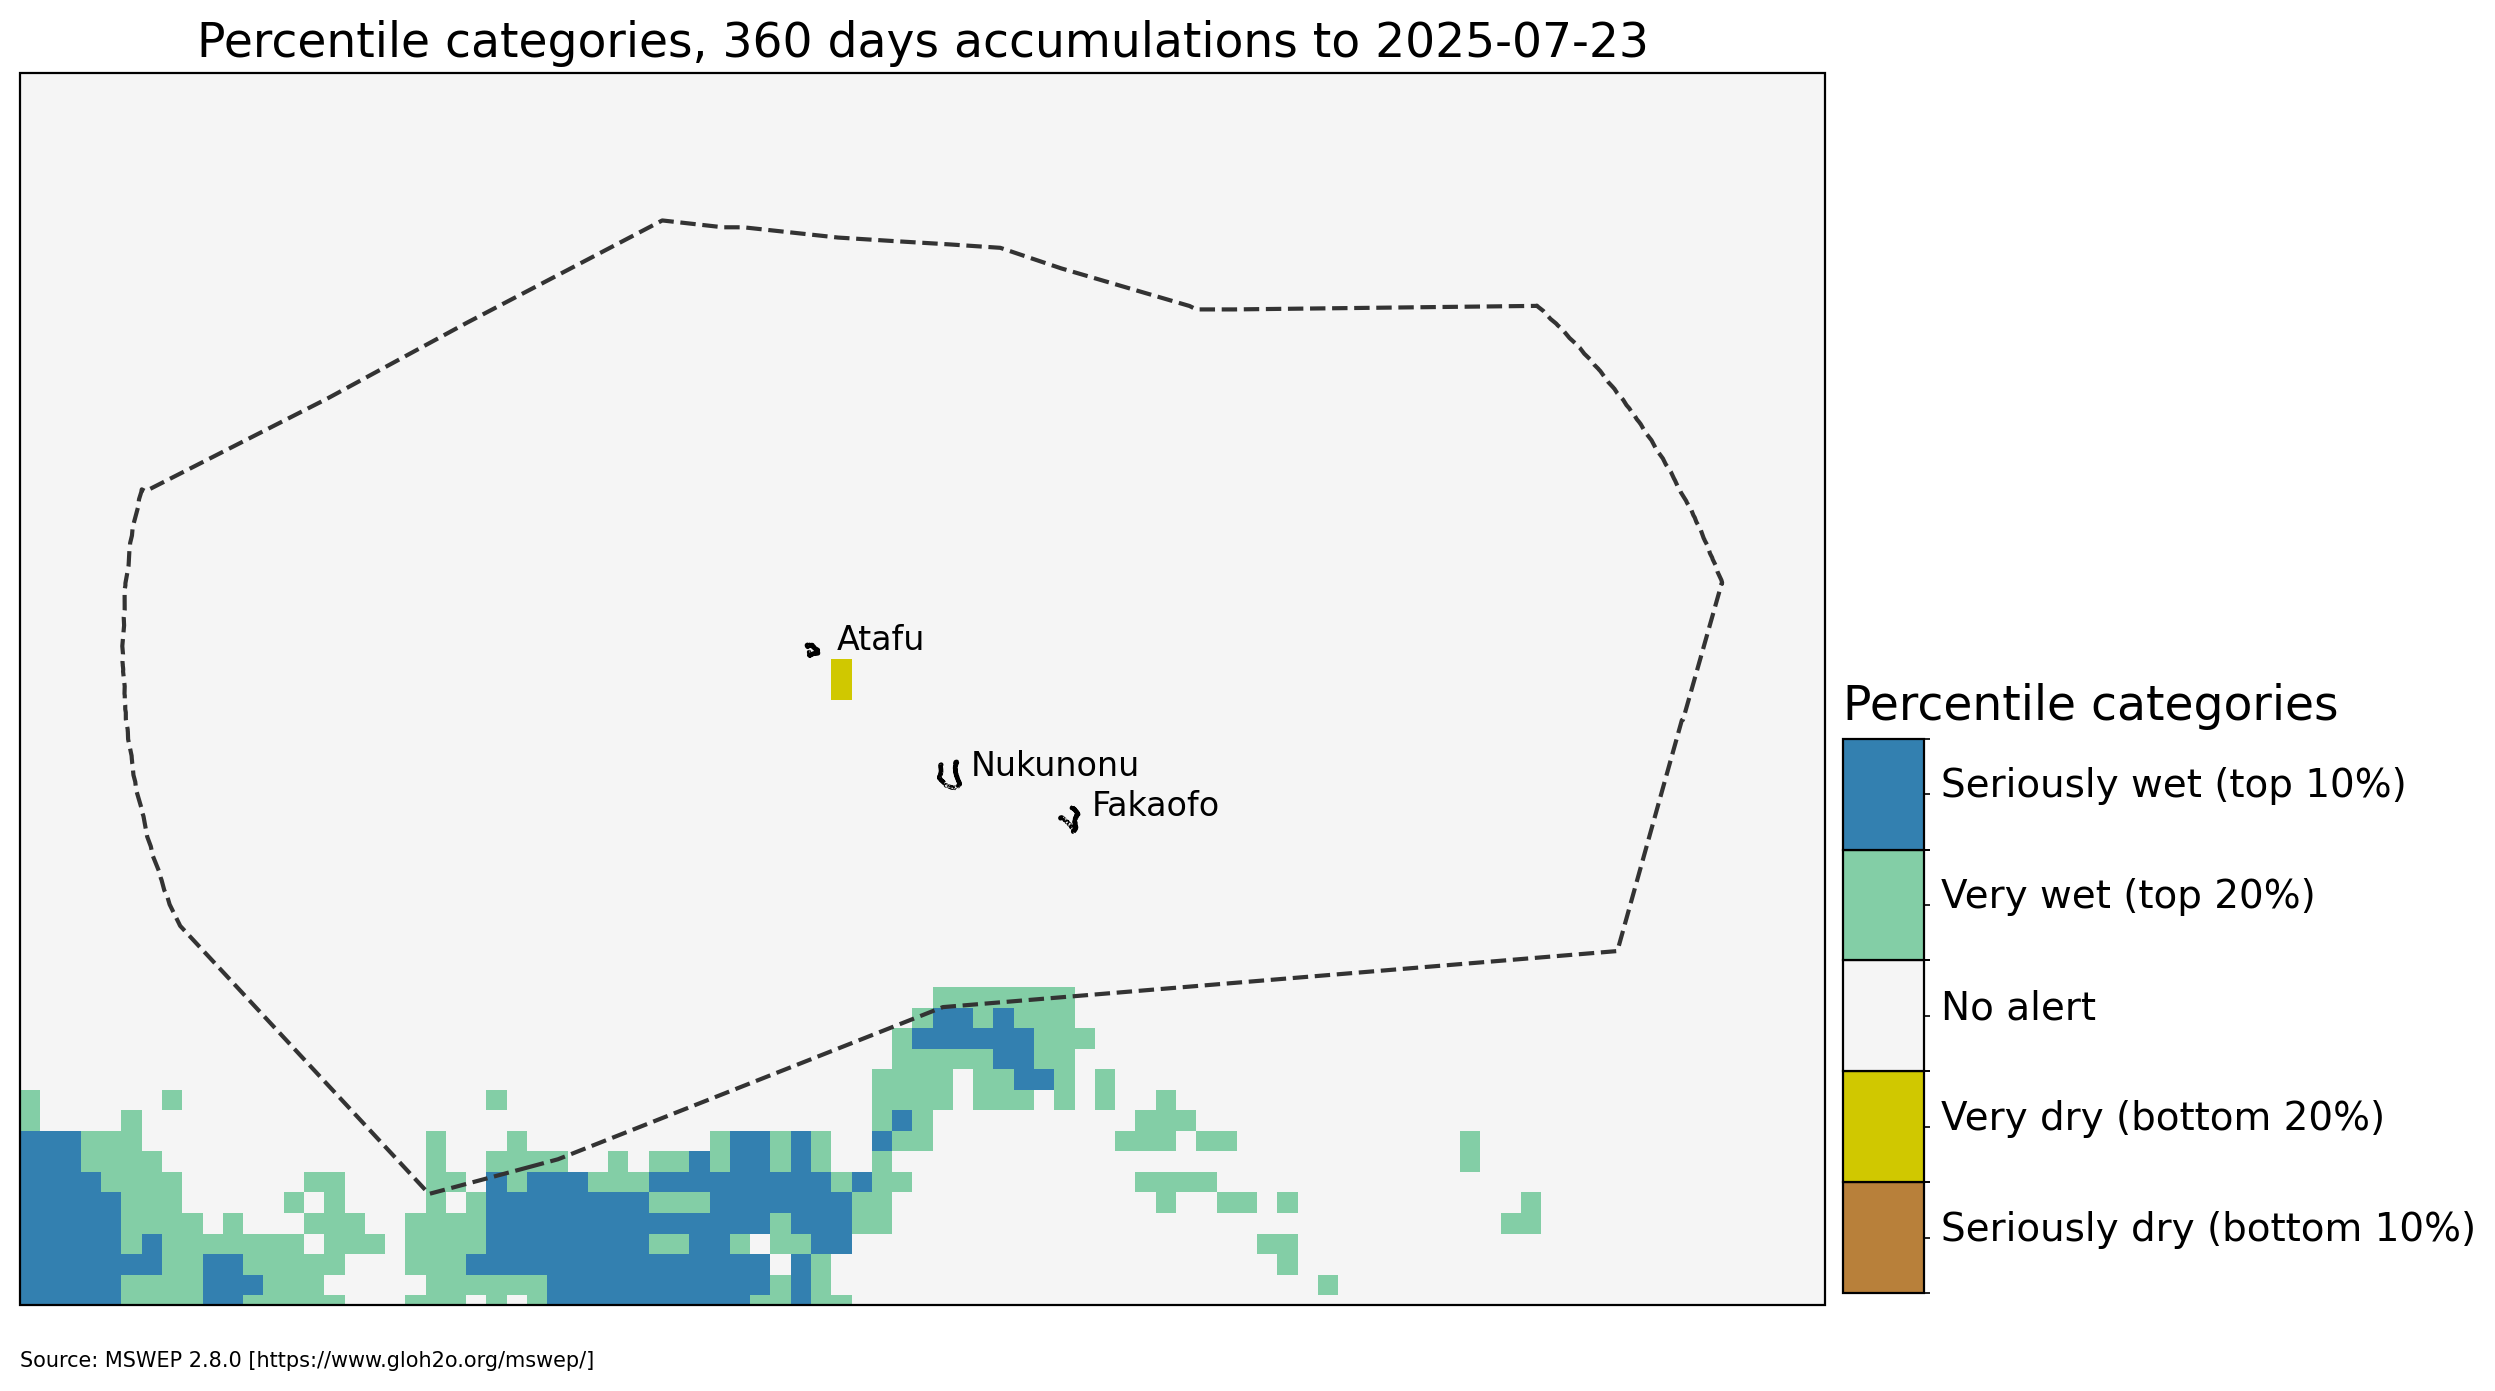 Percentile categories, 360 days accumulations to 2025-07-23
Atafu
Nukunonu
Fakaofo
Percentile categories
Seriously wet (top 10%)
Very wet (top 20%)
No alert
Very dry (bottom 20%)
Seriously dry (bottom 10%)
Source: MSWEP 2.8.0 [https://www.gloh2o.org/mswep/]